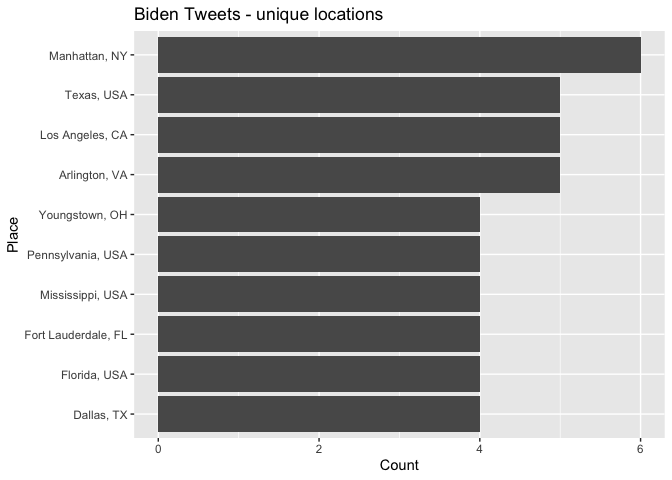 Biden Tweets - unique locations
Manhattan, NY
Texas, USA
Los Angeles, CA
Arlington, VA
Youngstown, OH
Pennsylvania, USA
Mississippi, USA
Fort Lauderdale, FL
Florida, USA
Dallas, TX
Place
0 2 4 6
Count